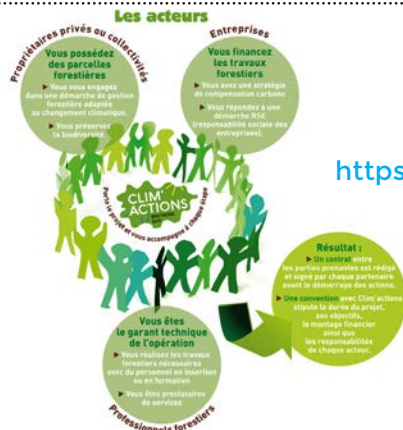 Les acteurs
Propriétaires privés ou collectivités
Vous possédez
des parcelles
forestières
► Vous vous engagez
dans une démarche de gestion
forestière adaptée
au changement climatique.
► Vous préservez
la biodiversité.
Entreprises
Vous financez
les travaux
forestiers
► Vous avez une stratégie
de compensation carbone
► Vous répondez à une
démarche RSE
(responsabilité sociale des
entreprises).
https
CLIM'
ACTIONS
Porte le projet et vous accompagne à chaque étape
Résultat :
► Un contrat entre
les parties prenantes est rédigé
et signé par chaque partenaire
avant le démarrage des actions.
► Une convention avec Clim'actions
stipule la durée du projet,
ses objectifs,
le montage financier
ainsi que
les responsabilités
de chaque acteur.
Vous êtes
le garant technique
de l'opération
► Vous réalisez les travaux
forestiers nécessaires
avec du personnel en insertion
ou en formation
► Vous êtes prestataires
de services
Professionnels forestiers